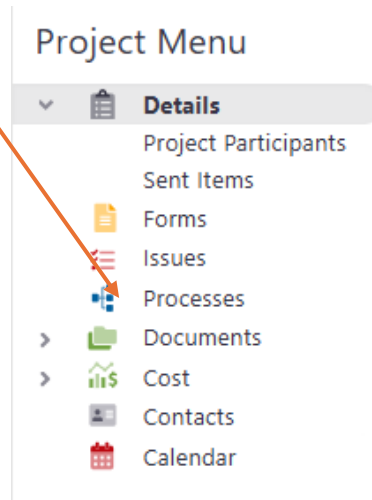 Project Menu
Details
Project Participants
Sent Items
Forms
Issues
Processes
Documents
Cost
Contacts
Calendar